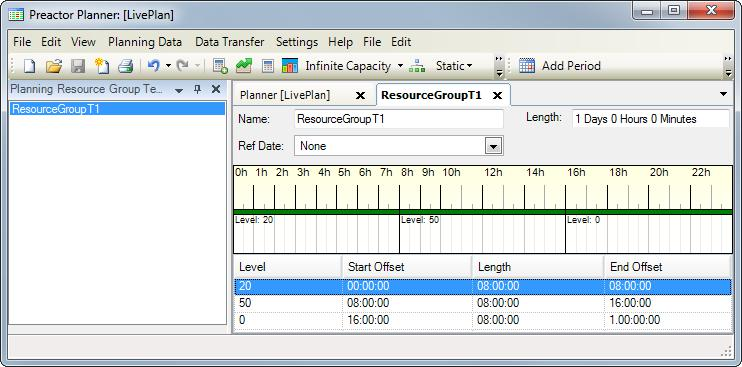 Preactor Planner: [LivePlan]
File Edit View Planning Data Data Transfer Settings Help File Edit
Infinite Capacity Static Add Period
Planning Resource Group Te...
ResourceGroupT1
Planner [LivePlan] ResourceGroupT1
Name: ResourceGroupT1 Length: 1 Days 0 Hours 0 Minutes
Ref Date: None
0h 1h 2h 3h 4h 5h 6h 7h 8h 9h 10h 12h 14h 16h 18h 20h 22h
Level: 20 Level: 50 Level: 0
Level Start Offset Length End Offset
20 00:00:00 08:00:00 08:00:00
50 08:00:00 08:00:00 16:00:00
0 16:00:00 08:00:00 1.00:00:00